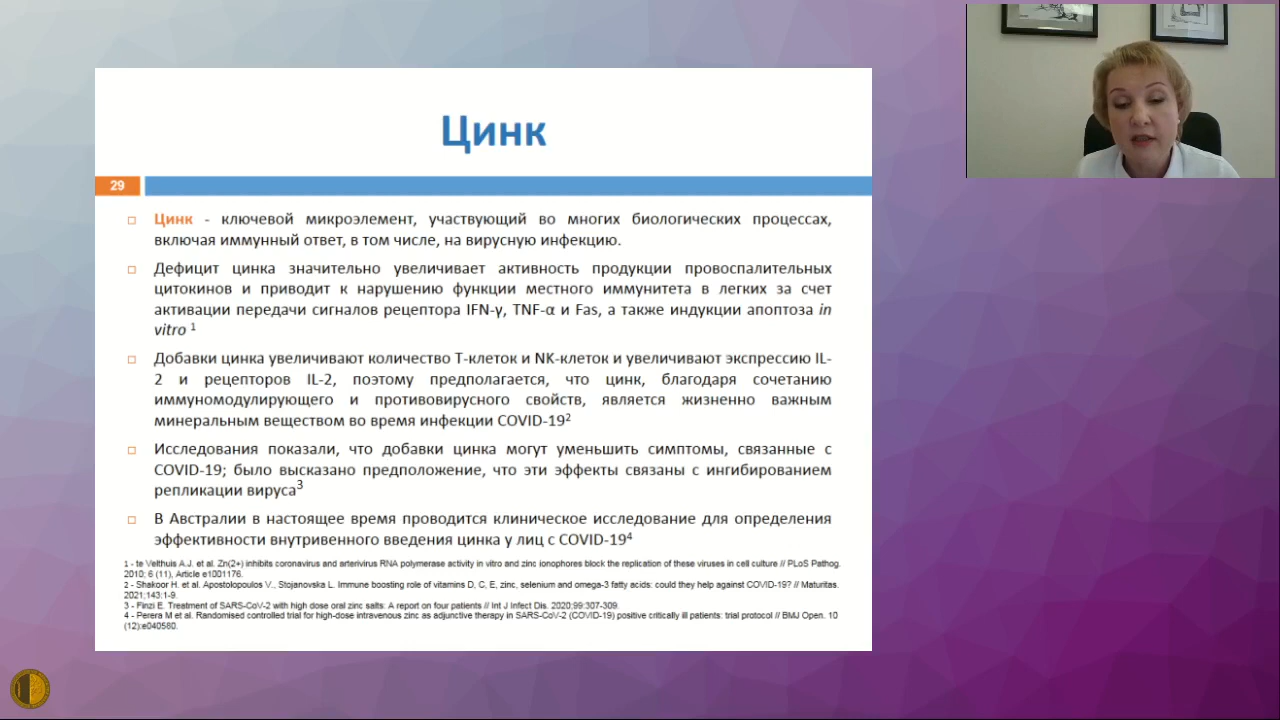 Цинк
29
Цинк - ключевой микроэлемент, участвующий во многих биологических процессах,
включая иммунный ответ, в том числе, на вирусную инфекцию.
Дефицит цинка значительно увеличивает активность продукции провоспалительных
цитокинов и приводит к нарушению функции местного иммунитета в легких за счет
активации передачи сигналов рецептора IFN-γ, TNF-α и Fas, а также индукции апоптоза in
vitro 1
Добавки цинка увеличивают количество Т-клеток и NK-клеток и увеличивают экспрессию IL-
2 и рецепторов IL-2, поэтому предполагается, что цинк, благодаря сочетанию
иммуномодулирующего и противовирусного свойств, является жизненно важным
минеральным веществом во время инфекции COVID-19²
Исследования показали, что добавки цинка могут уменьшить симптомы, связанные с
COVID-19; было высказано предположение, что эти эффекты связаны с ингибированием
репликации вируса³
В Австралии в настоящее время проводится клиническое исследование для определения
эффективности внутривенного введения цинка у лиц с COVID-19⁴
1 - te Velthuis A.J. et al. Zn(2+) inhibits coronavirus and arterivirus RNA polymerase activity in vitro and zinc ionophores block the replication of these viruses in cell culture // PLoS Pathog.
2010; 6 (11), Article e1001176.
2 - Shakoor H. et al. Apostolopoulos V., Stojanovska L. Immune boosting role of vitamins D, C, E, zinc, selenium and omega-3 fatty acids: could they help against COVID-19? // Maturitas.
2021;143:1-9.
3 - Finzi E. Treatment of SARS-CoV-2 with high dose oral zinc salts: A report on four patients // Int J Infect Dis. 2020;99:307-309.
4 - Perera M et al. Randomised controlled trial for high-dose intravenous zinc as adjunctive therapy in SARS-CoV-2 (COVID-19) positive critically ill patients: trial protocol // BMJ Open. 10
(12):e040580.